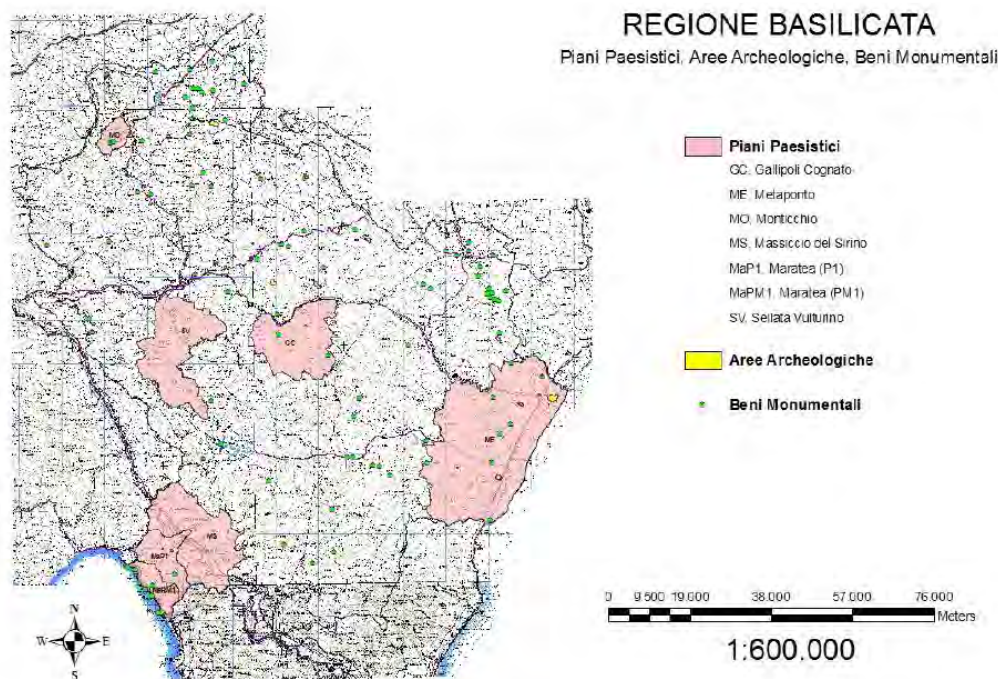 REGIONE BASILICATA
Piani Paesistici, Aree Archeologiche, Beni Monumentali
Piani Paesistici
GC, Gallipoli Cognato
ME, Metaponto
MO, Monticchio
MS, Massiccio del Sirino
MaP1, Maratea (P1)
MaPM1, Maratea (PM1)
SV, Sellata Vulturino
Aree Archeologiche
Beni Monumentali
MO
SV
GC
ME
MS
MaP1
N
W E
S
0 9.500 19.000 38.000 57.000 76.000
Meters
1:600.000